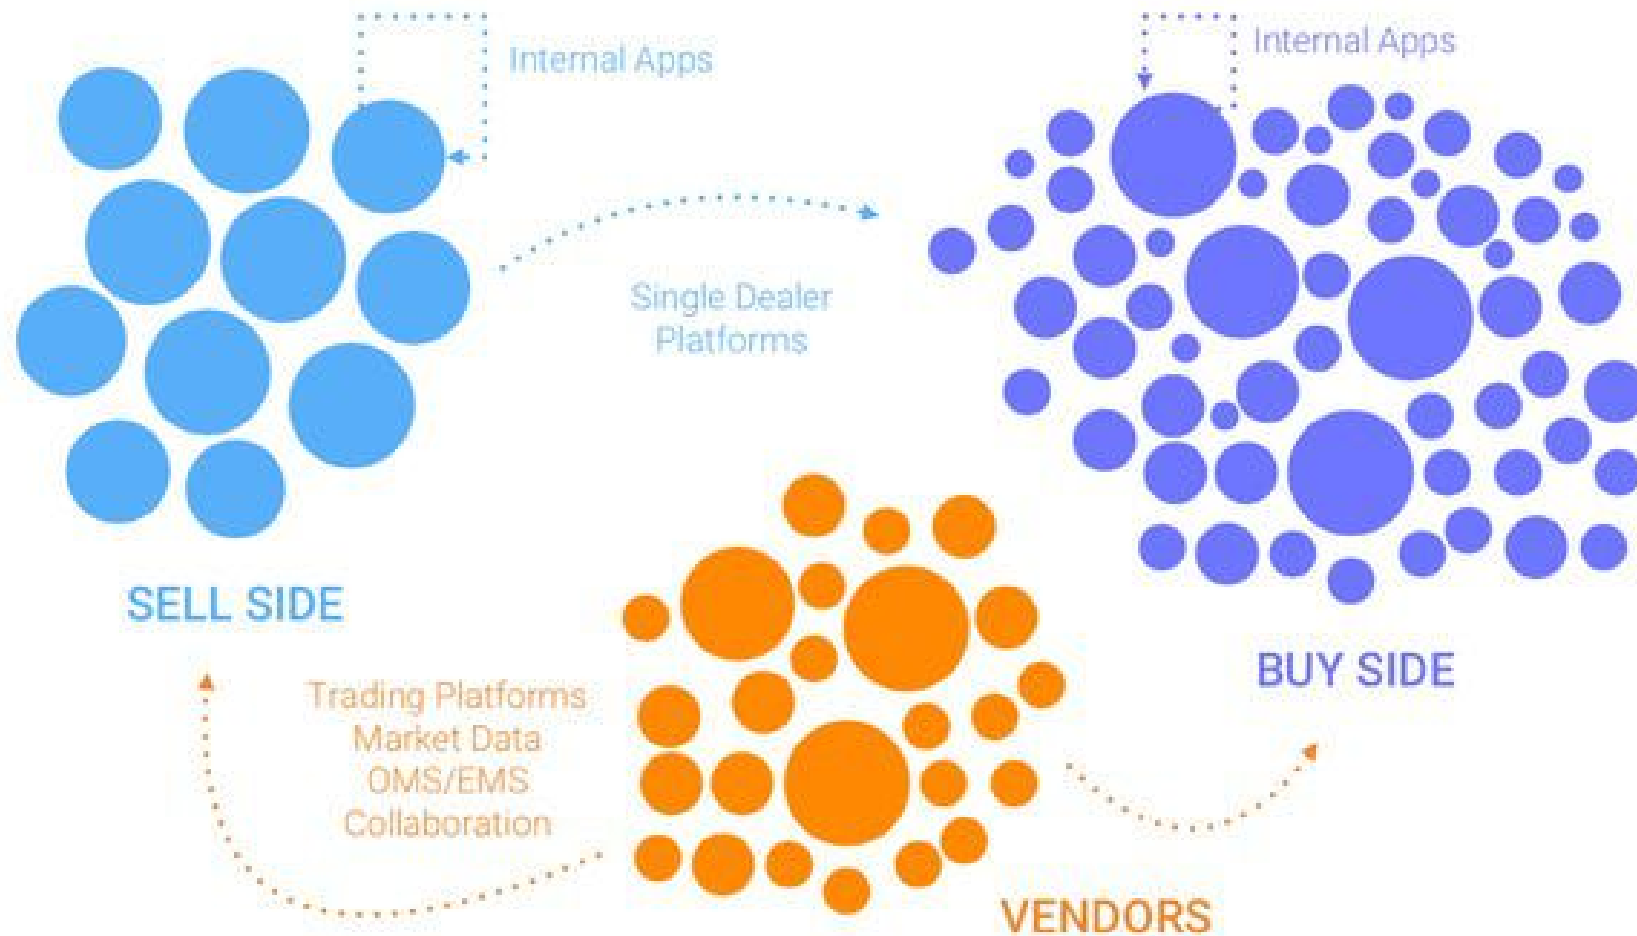 Internal Apps
Internal Apps
Single Dealer
Platforms
SELL SIDE
BUY SIDE
Trading Platforms
Market Data
OMS/EMS
Collaboration
VENDORS